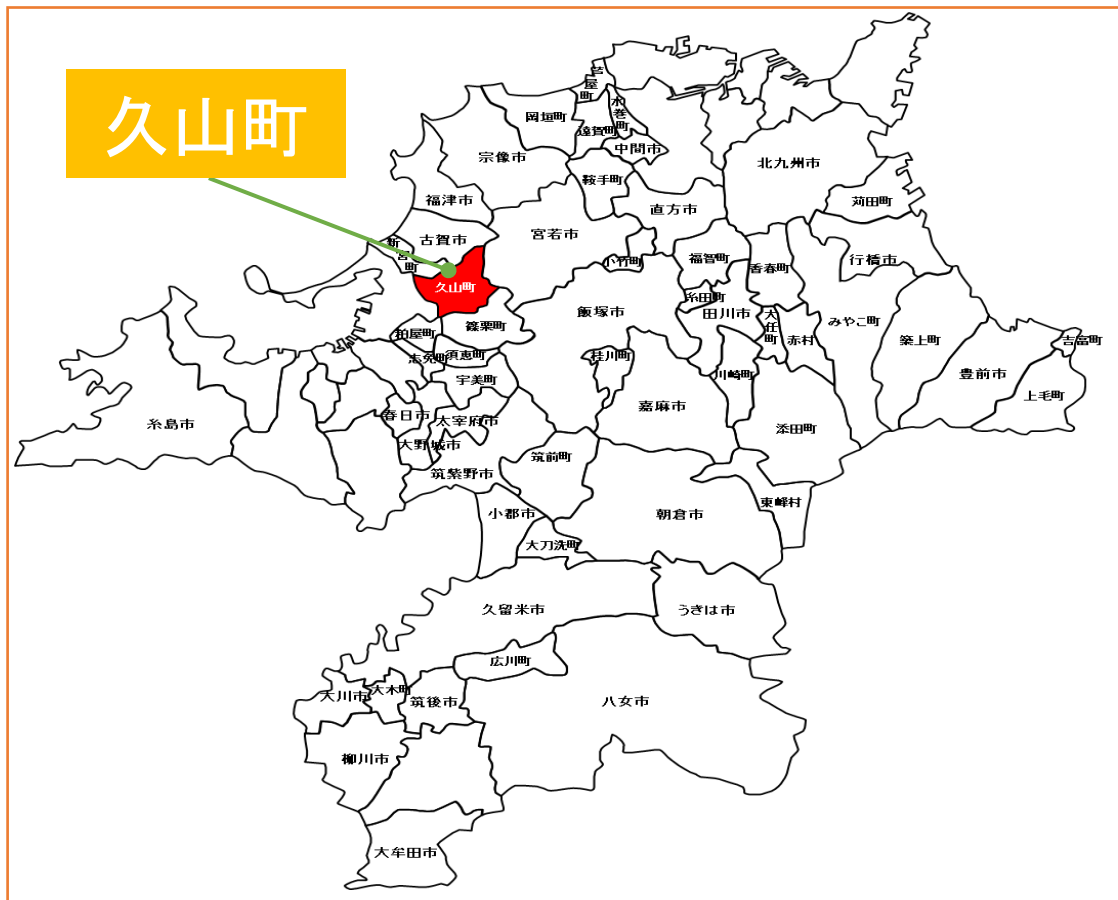 久山町
芦屋町
岡垣町
水巻町
遠賀町
中間市
宗像市
北九州市
鞍手町
福津市
直方市
苅田町
古賀市
宮若市
新宮町
小竹町
福智町
香春町
行橋市
久山町
糸田町
飯塚市
田川市
大任町
みやこ町
粕屋町
篠栗町
赤村
築上町
吉富町
志免町
須恵町
桂川町
川崎町
豊前市
宇美町
上毛町
嘉麻市
春日市
太宰府市
糸島市
添田町
大野城市
筑前町
筑紫野市
東峰村
小郡市
朝倉市
大刀洗町
久留米市
うきは市
広川町
大川市
大木町
筑後市
八女市
柳川市
大牟田市